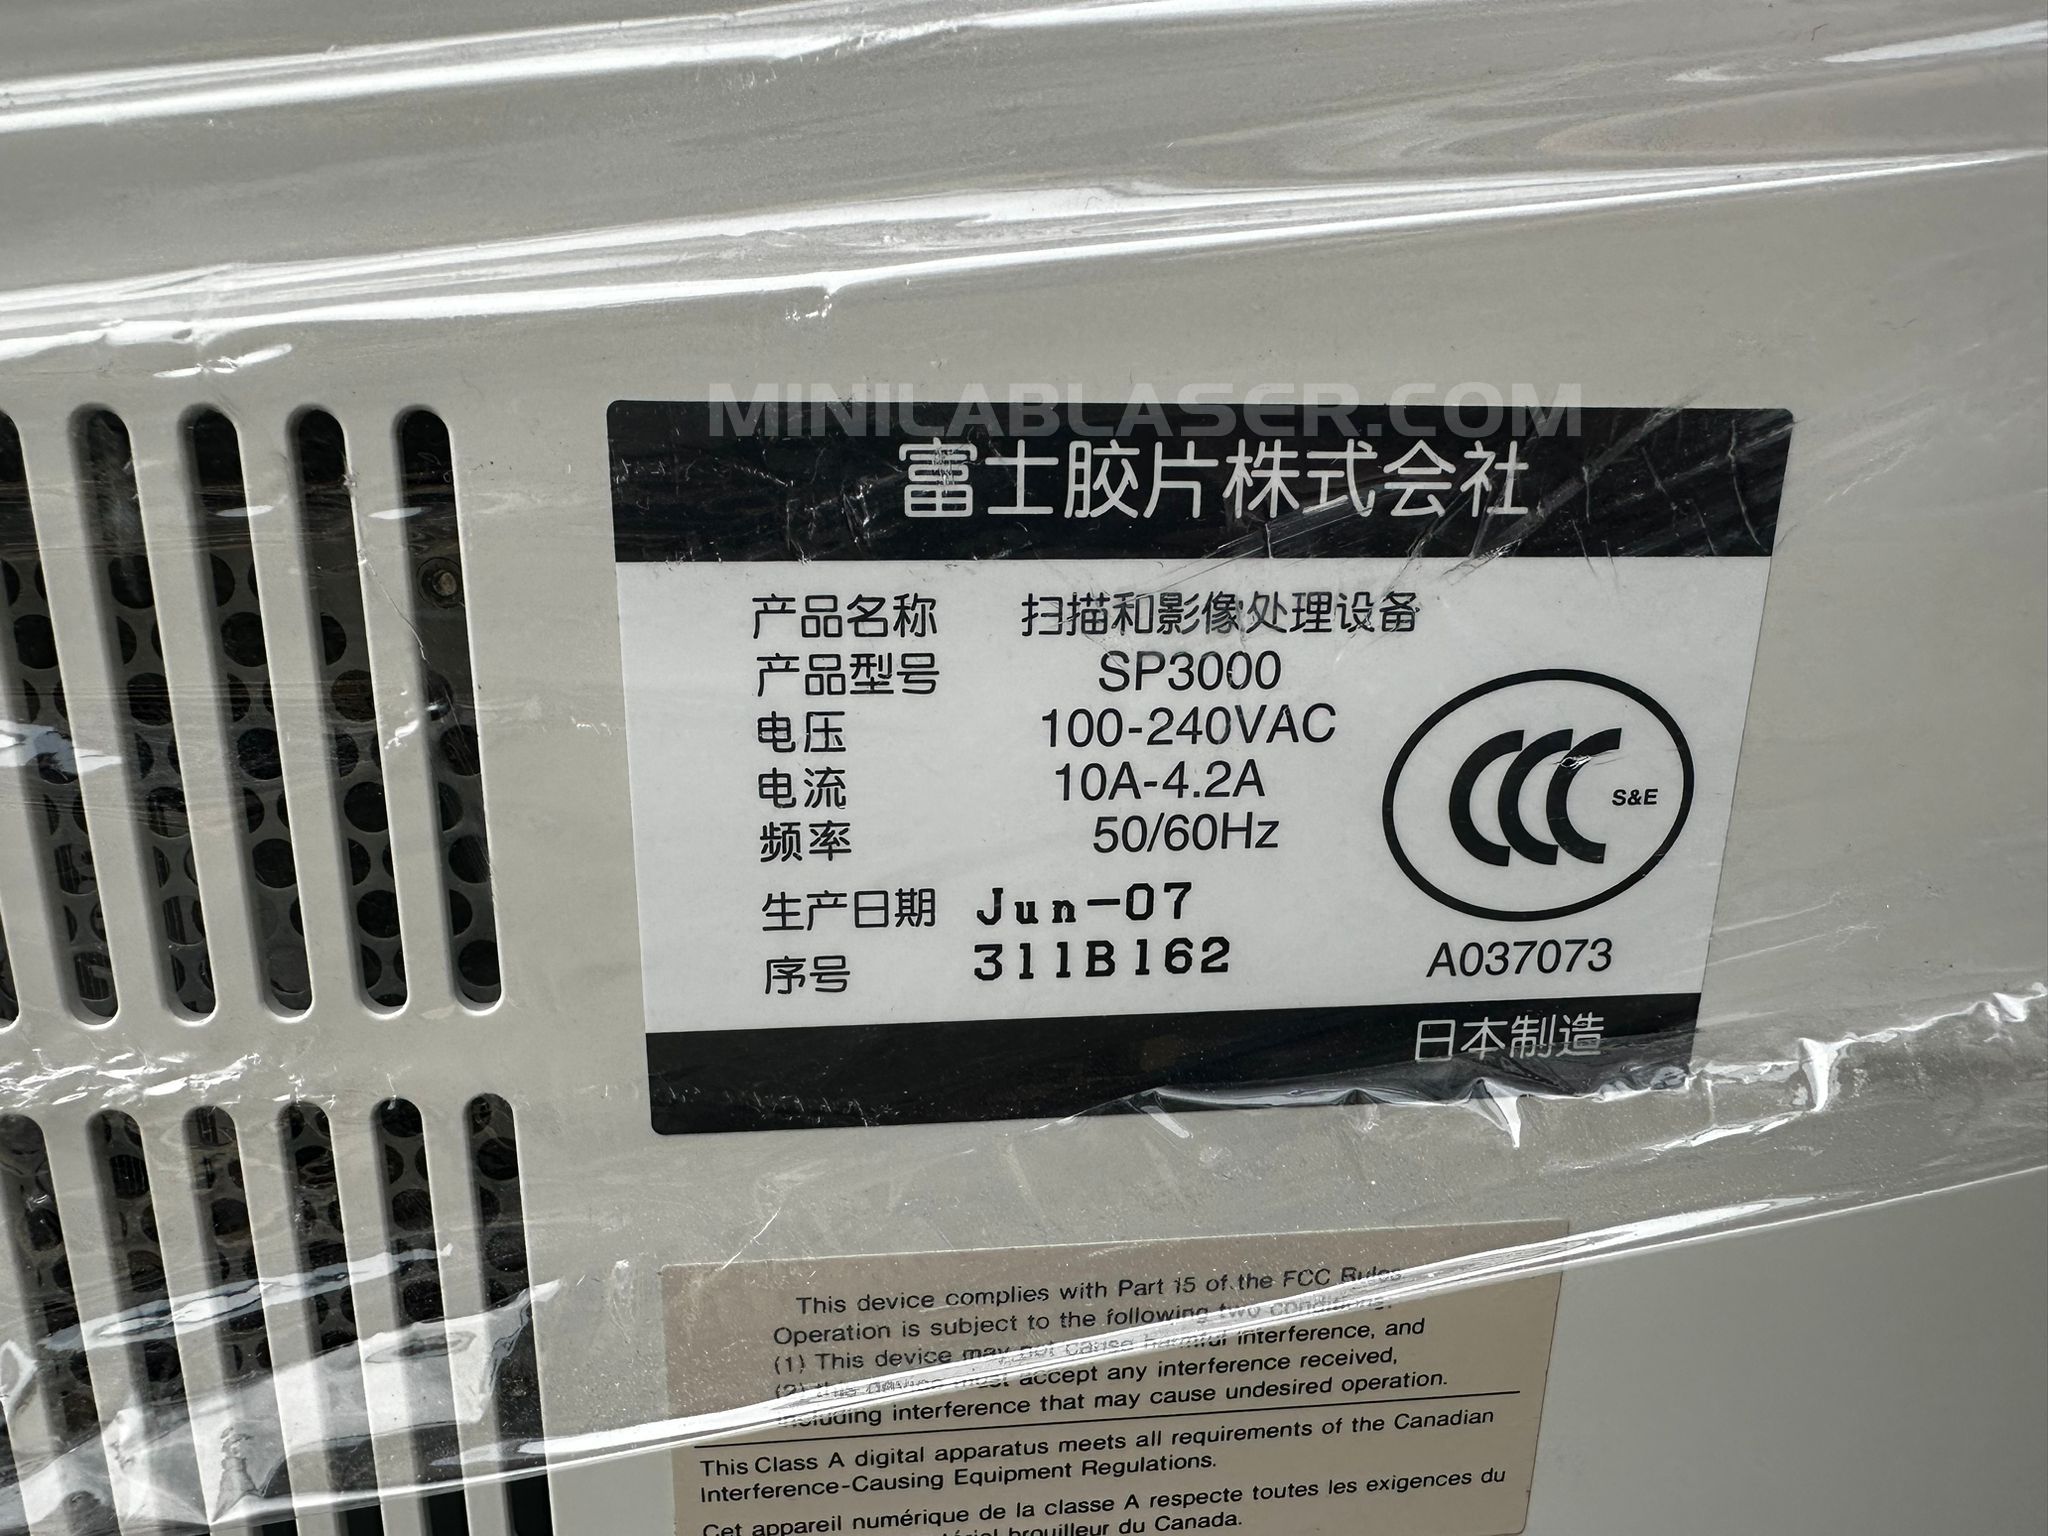 MINILABLASER.COM
富士胶片株式会社
产品名称 扫描和影像处理设备
产品型号 SP3000
电压 100-240VAC
电流 10A-4.2A
频率 50/60Hz
生产日期 Jun-07
序号 311B162
CCC S&E
A037073
日本制造
This device complies with Part 15 of the FCC Rules
Operation is subject to the following two conditions:
(1) This device may not cause harmful interference, and
(2) this device must accept any interference received,
including interference that may cause undesired operation.
This Class A digital apparatus meets all requirements of the Canadian
Interference-Causing Equipment Regulations.
Cet appareil numérique de la classe A respecte toutes les exigences du
brouilleur du Canada.